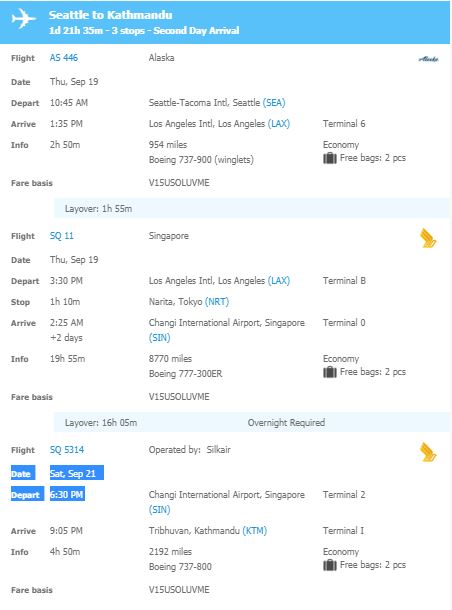 Seattle to Kathmandu
1d 21h 35m - 3 stops - Second Day Arrival
Flight AS 446 Alaska Alaska
Date Thu, Sep 19
Depart 10:45 AM Seattle-Tacoma Intl, Seattle (SEA)
Arrive 1:35 PM Los Angeles Intl, Los Angeles (LAX) Terminal 6
Info 2h 50m 954 miles Economy
Boeing 737-900 (winglets) Free bags: 2 pcs
Fare basis V15USOLUVME
Layover: 1h 55m
Flight SQ 11 Singapore
Date Thu, Sep 19
Depart 3:30 PM Los Angeles Intl, Los Angeles (LAX) Terminal B
Stop 1h 10m Narita, Tokyo (NRT)
Arrive 2:25 AM Changi International Airport, Singapore Terminal 0
+2 days (SIN)
Info 19h 55m 8770 miles Economy
Boeing 777-300ER Free bags: 2 pcs
Fare basis V15USOLUVME
Layover: 16h 05m Overnight Required
Flight SQ 5314 Operated by: Silkair
Date Sat, Sep 21
Depart 6:30 PM Changi International Airport, Singapore Terminal 2
(SIN)
Arrive 9:05 PM Tribhuvan, Kathmandu (KTM) Terminal I
Info 4h 50m 2192 miles Economy
Boeing 737-800 Free bags: 2 pcs
Fare basis V15USOLUVME